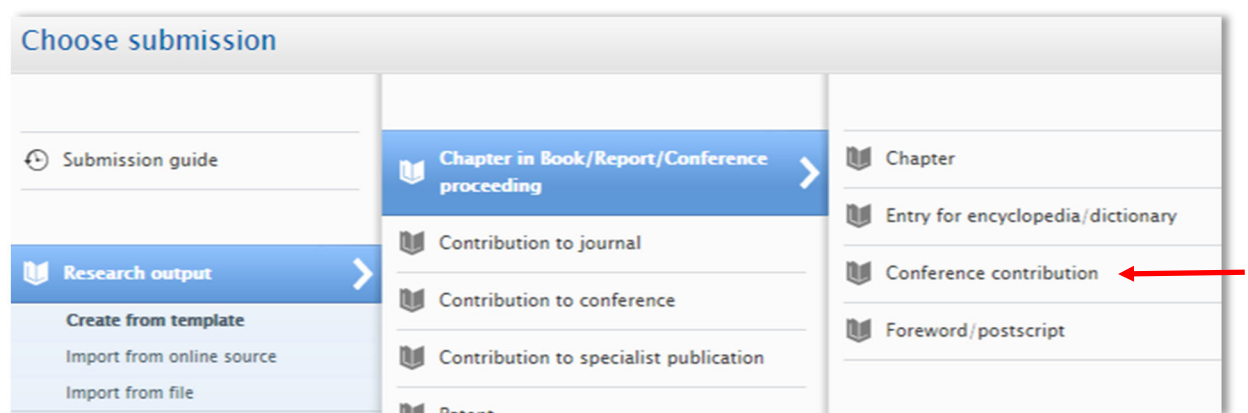 Choose submission
Submission guide
Research output
Create from template
Import from online source
Import from file
Chapter in Book/Report/Conference
proceeding
Contribution to journal
Contribution to conference
Contribution to specialist publication
Patent
Chapter
Entry for encyclopedia/dictionary
Conference contribution
Foreword/postscript